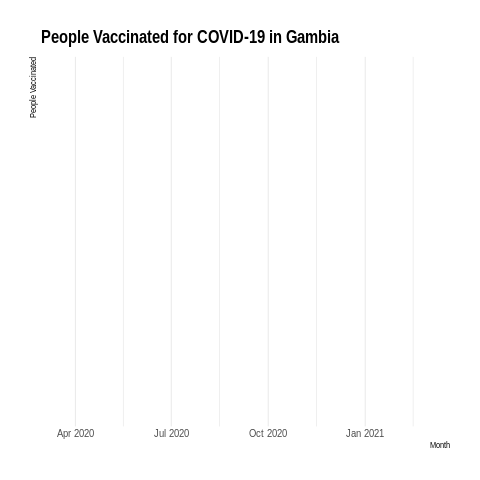 People Vaccinated for COVID-19 in Gambia
People Vaccinated
Apr 2020
Jul 2020
Oct 2020
Jan 2021
Month